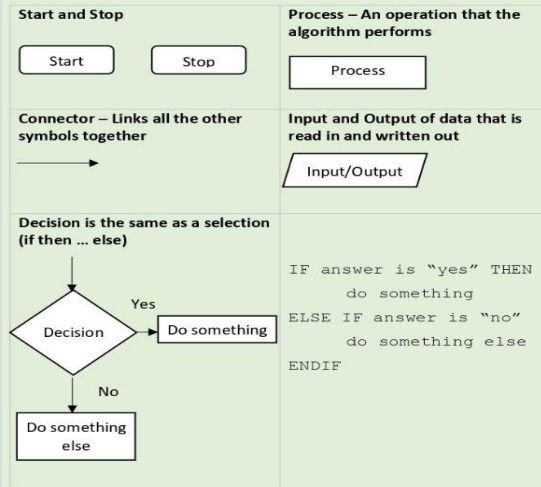 Start and Stop
Start
Stop
Process – An operation that the
algorithm performs
Process
Connector – Links all the other
symbols together
Input and Output of data that is
read in and written out
Input/Output
Decision is the same as a selection
(if then ... else)
Decision
Yes
Do something
No
Do something
else
IF answer is “yes” THEN
do something
ELSE IF answer is “no”
do something else
ENDIF